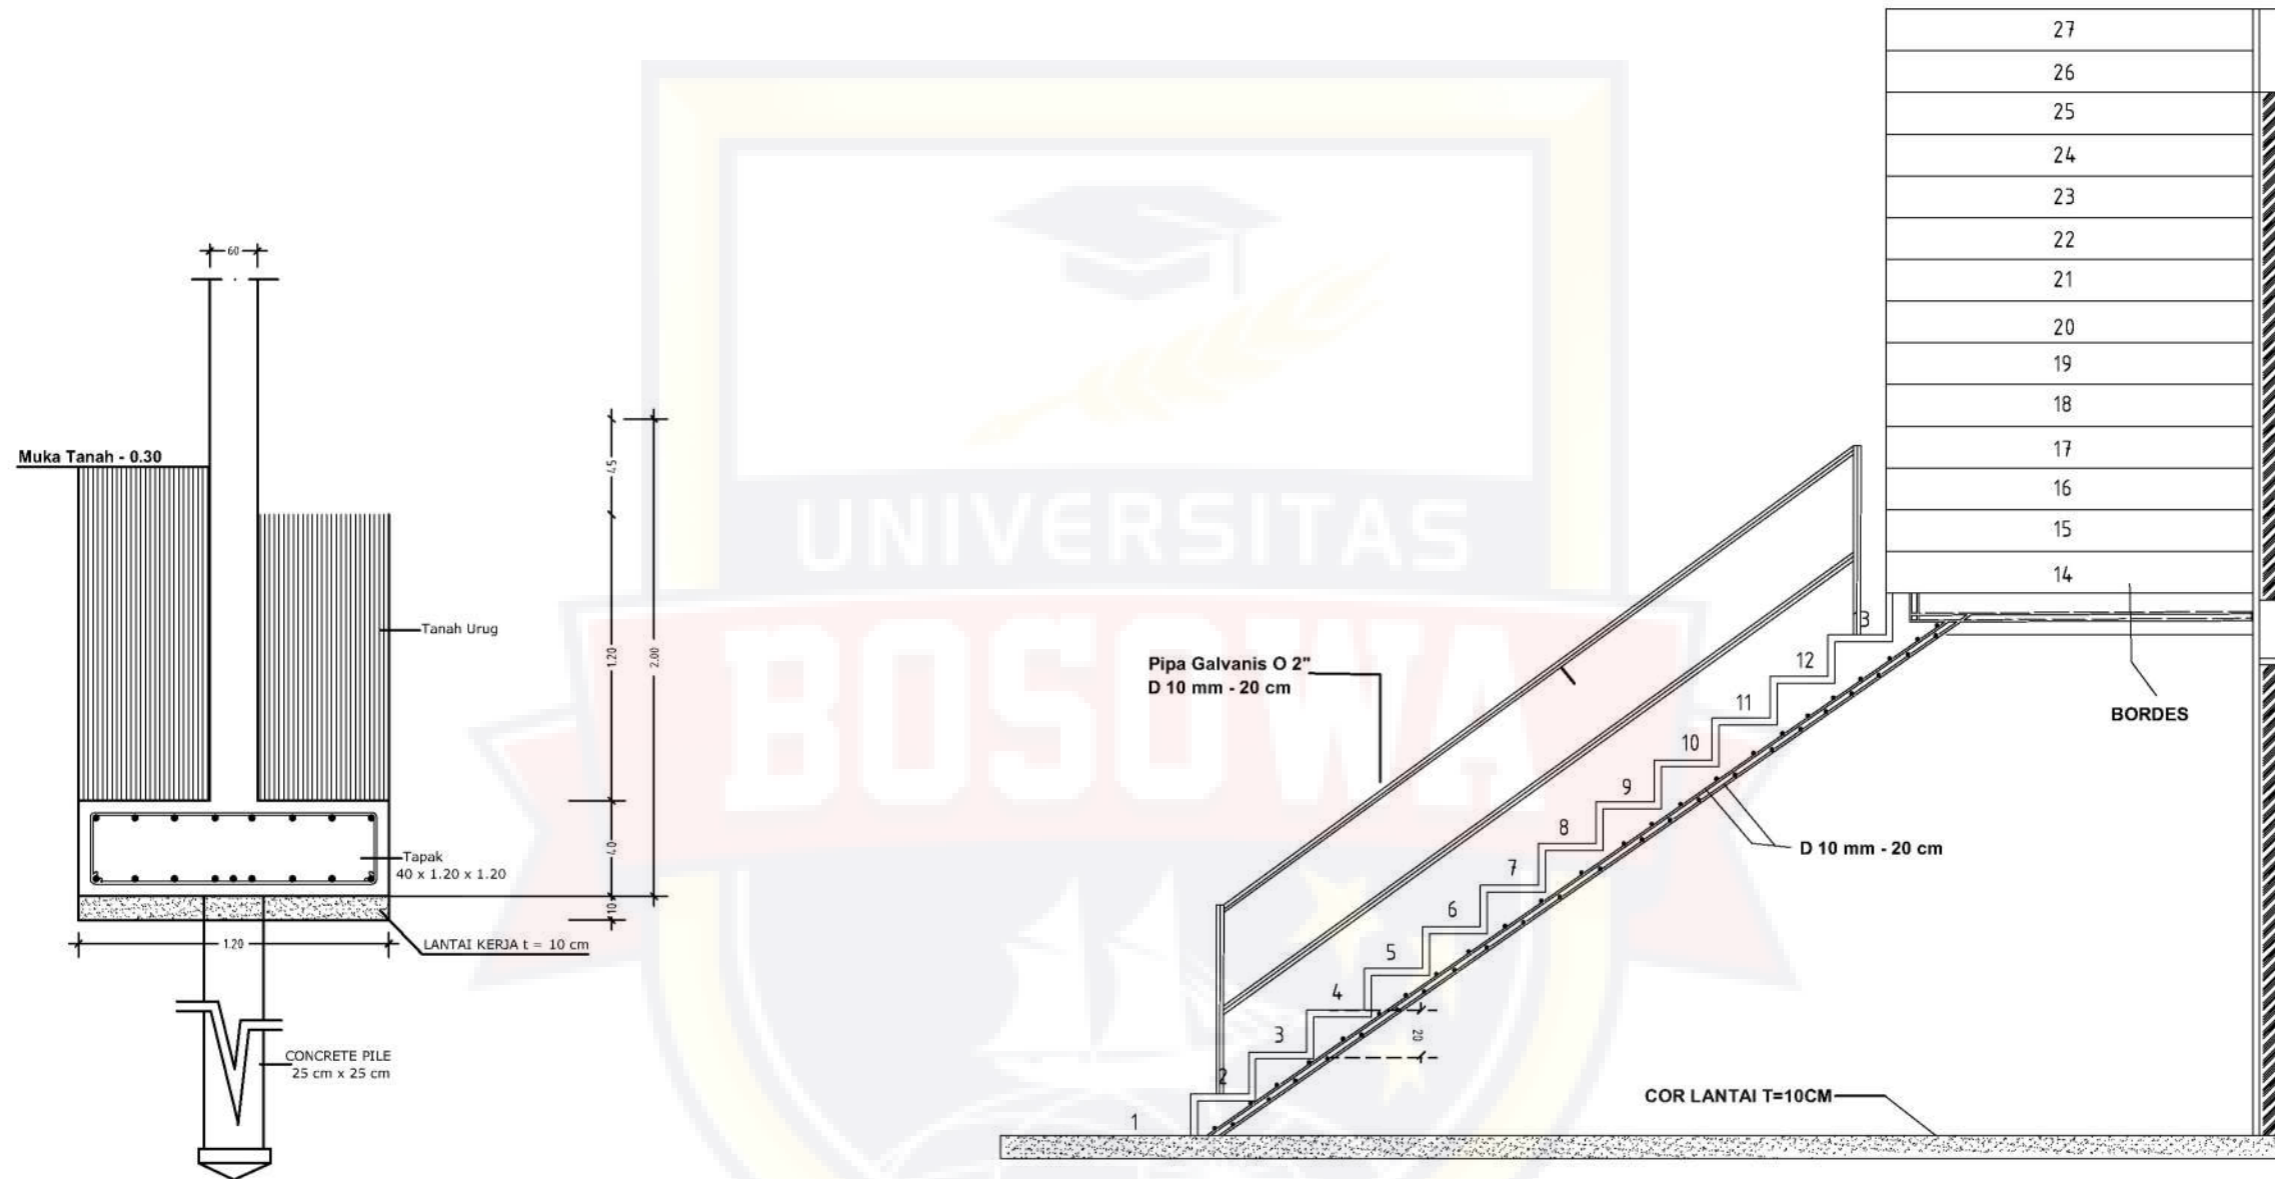 60
Muka Tanah - 0.30
45
1.20
2.00
Tanah Urug
40
Tapak
40 x 1.20 x 1.20
10
1.20
LANTAI KERJA t = 10 cm
CONCRETE PILE
25 cm x 25 cm
UNIVERSITAS
BOSOWA
27
26
25
24
23
22
21
20
19
18
17
16
15
14
BORDES
Pipa Galvanis O 2"
D 10 mm - 20 cm
3
12
11
10
9
8
7
6
5
4
3
2
1
20
D 10 mm - 20 cm
COR LANTAI T=10CM